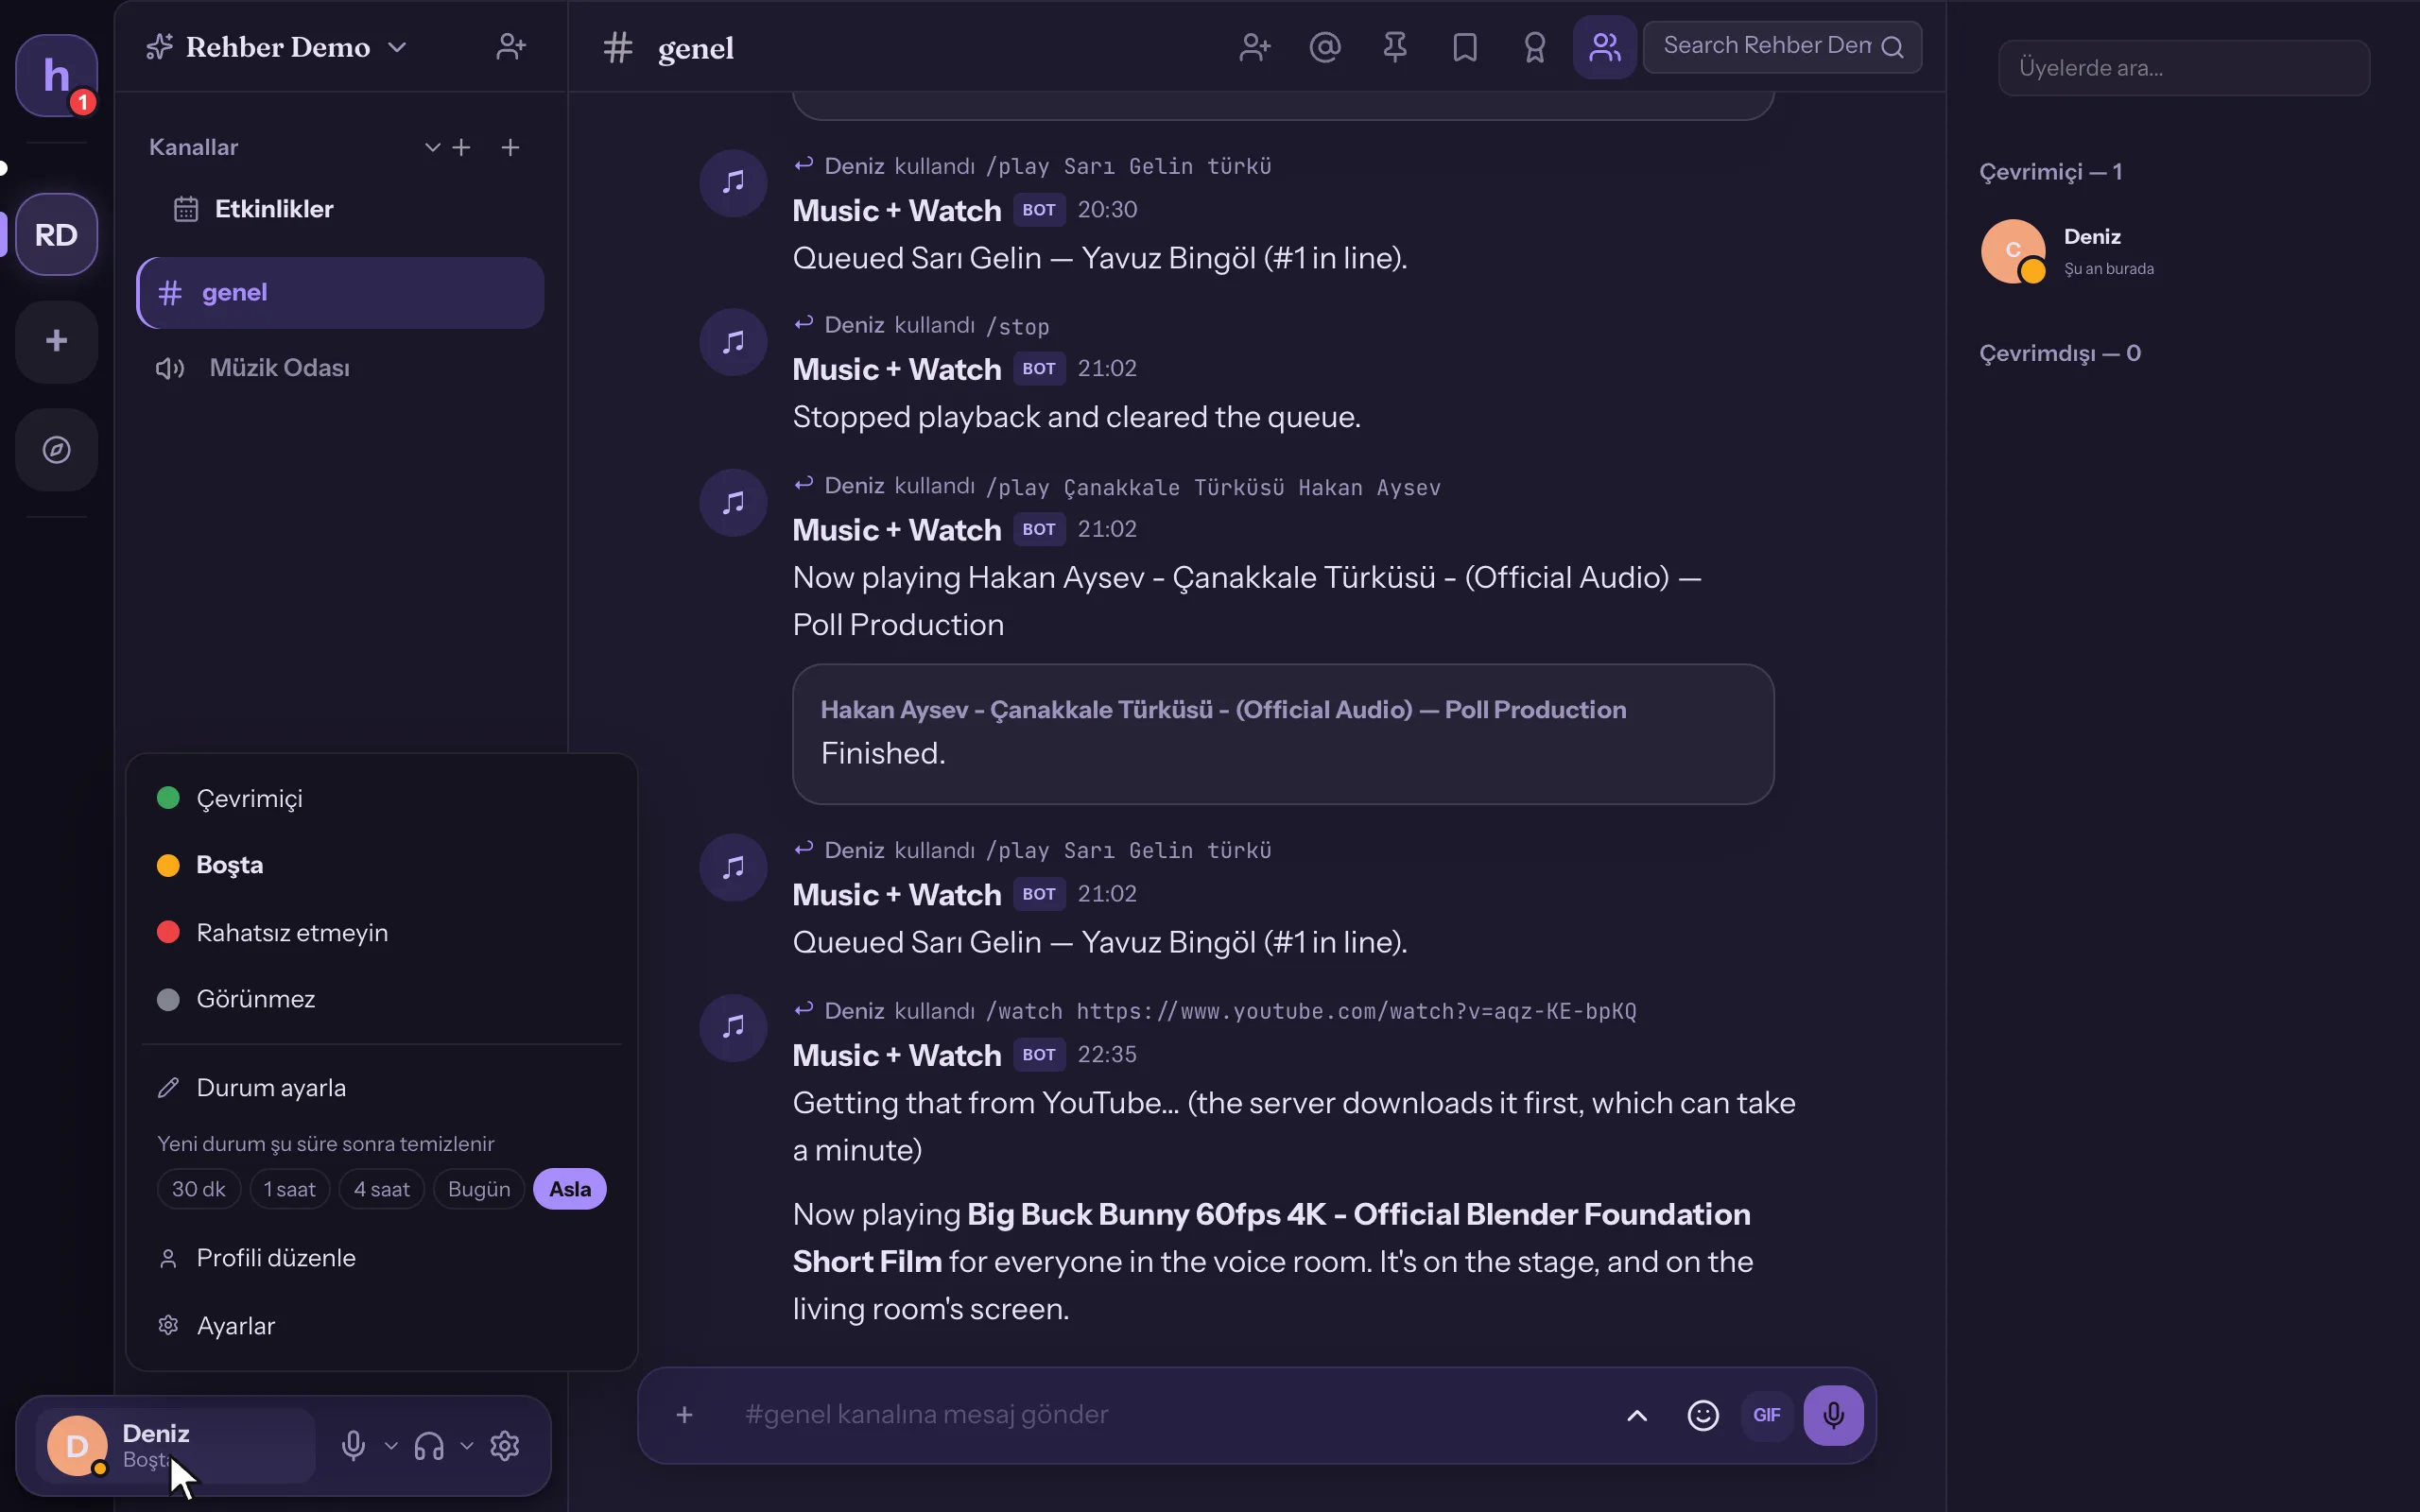 h
1
RD
Rehber Demo
Kanallar
Etkinlikler
genel
Müzik Odası
genel
Search Rehber Dem
Deniz kullandı /play Sarı Gelin türkü
Music + Watch BOT 20:30
Queued Sarı Gelin — Yavuz Bingöl (#1 in line).
Deniz kullandı /stop
Music + Watch BOT 21:02
Stopped playback and cleared the queue.
Deniz kullandı /play Çanakkale Türküsü Hakan Aysev
Music + Watch BOT 21:02
Now playing Hakan Aysev - Çanakkale Türküsü - (Official Audio) —
Poll Production
Hakan Aysev - Çanakkale Türküsü - (Official Audio) — Poll Production
Finished.
Deniz kullandı /play Sarı Gelin türkü
Music + Watch BOT 21:02
Queued Sarı Gelin — Yavuz Bingöl (#1 in line).
Deniz kullandı /watch https://www.youtube.com/watch?v=aqz-KE-bpKQ
Music + Watch BOT 22:35
Getting that from YouTube... (the server downloads it first, which can take
a minute)
Now playing Big Buck Bunny 60fps 4K - Official Blender Foundation
Short Film for everyone in the voice room. It's on the stage, and on the
living room's screen.
#genel kanalına mesaj gönder
GIF
Üyelerde ara...
Çevrimiçi — 1
C
Deniz
Şu an burada
Çevrimdışı — 0
Çevrimiçi
Boşta
Rahatsız etmeyin
Görünmez
Durum ayarla
Yeni durum şu süre sonra temizlenir
30 dk 1 saat 4 saat Bugün Asla
Profili düzenle
Ayarlar
D
Deniz
Boşta